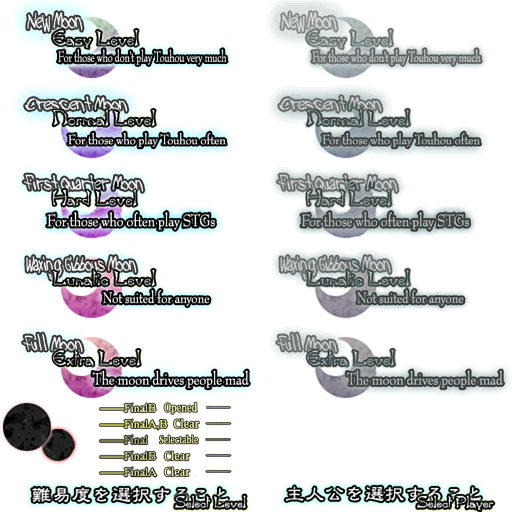 New Moon
Easy Level
For those who don't play Touhou very much
New Moon
Easy Level
For those who don't play Touhou very much
Crescent Moon
Normal Level
For those who play Touhou often
Crescent Moon
Normal Level
For those who play Touhou often
First Quarter Moon
Hard Level
For those who often play STGs
First Quarter Moon
Hard Level
For those who often play STGs
Waxing Gibbous Moon
Lunatic Level
Not suited for anyone
Waxing Gibbous Moon
Lunatic Level
Not suited for anyone
Full Moon
Extra Level
The moon drives people mad
Full Moon
Extra Level
The moon drives people mad
FinalB Opened
FinalA,B Clear
Final Selectable
FinalB Clear
FinalA Clear
難易度を選択すること
Select Level
主人公を選択すること
Select Player